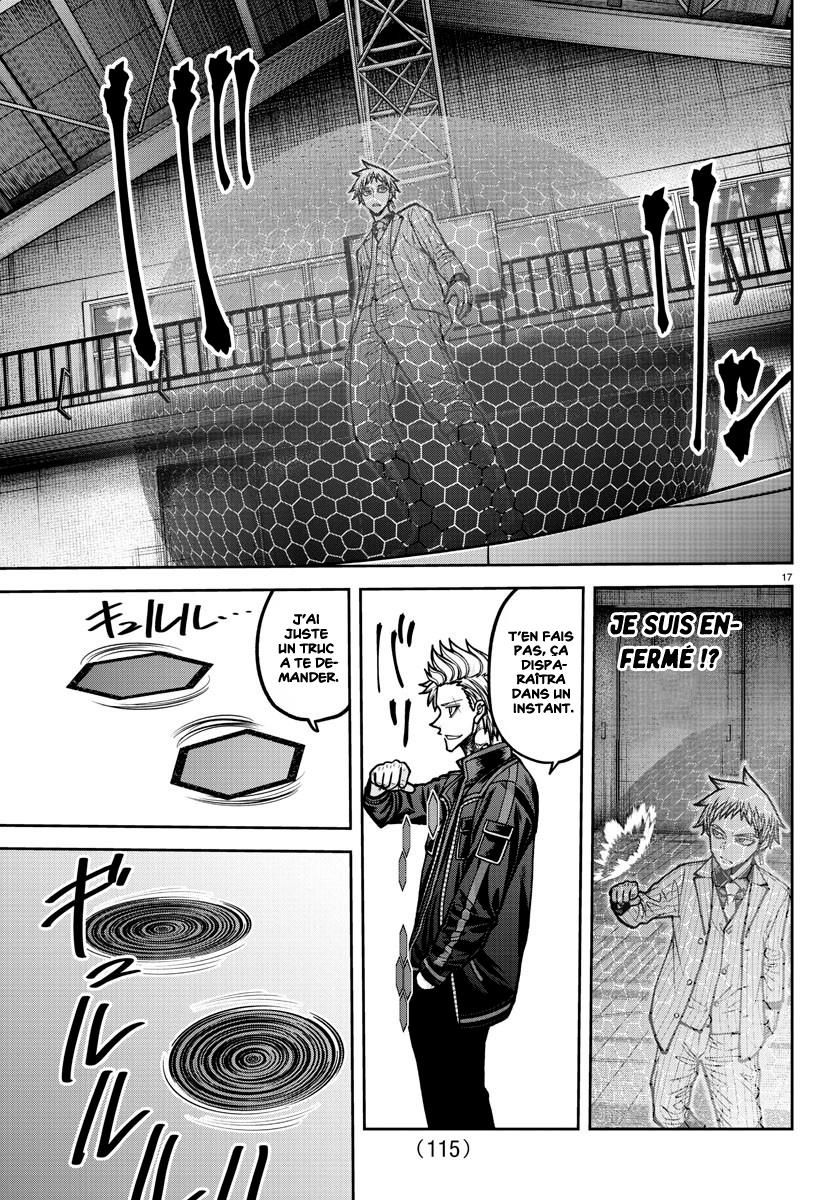 17
JE SUIS EN-
FERMÉ !?
T'EN FAIS
PAS, ÇA
DISPA-
RAÎTRA
DANS UN
INSTANT.
J'AI
JUSTE
UN TRUC
A TE DE-
MANDER.
キュルルル…
ギュルルルル
(115)